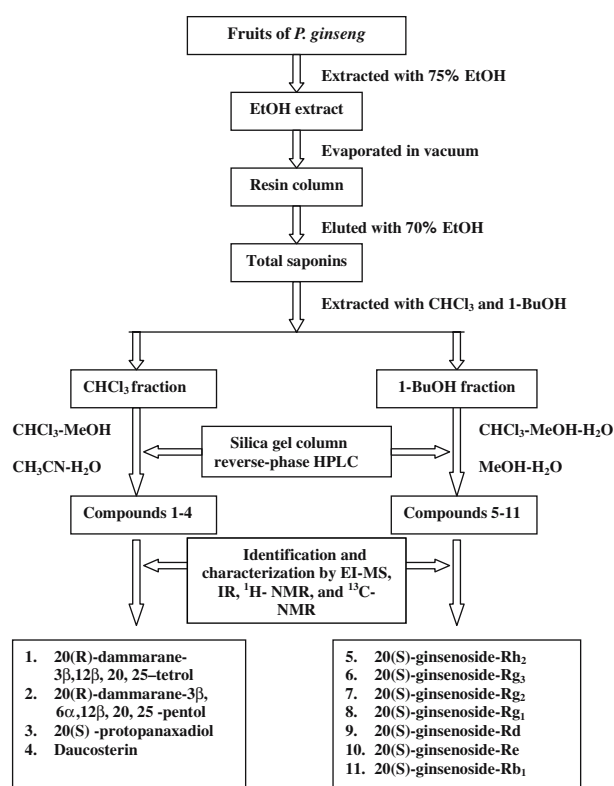 Fruits of P. ginseng
Extracted with 75% EtOH
EtOH extract
Evaporated in vacuum
Resin column
Eluted with 70% EtOH
Total saponins
Extracted with CHCl₃ and 1-BuOH
CHCl₃ fraction
1-BuOH fraction
CHCl₃-MeOH
CH₃CN-H₂O
Silica gel column
reverse-phase HPLC
CHCl₃-MeOH-H₂O
MeOH-H₂O
Compounds 1-4
Compounds 5-11
Identification and
characterization by EI-MS,
IR, ¹H- NMR, and ¹³C-
NMR
1. 20(R)-dammarane-
3β,12β, 20, 25–tetrol
2. 20(R)-dammarane-3β,
6α,12β, 20, 25 -pentol
3. 20(S) -protopanaxadiol
4. Daucosterin
5. 20(S)-ginsenoside-Rh₂
6. 20(S)-ginsenoside-Rg₃
7. 20(S)-ginsenoside-Rg₂
8. 20(S)-ginsenoside-Rg₁
9. 20(S)-ginsenoside-Rd
10. 20(S)-ginsenoside-Re
11. 20(S)-ginsenoside-Rb₁